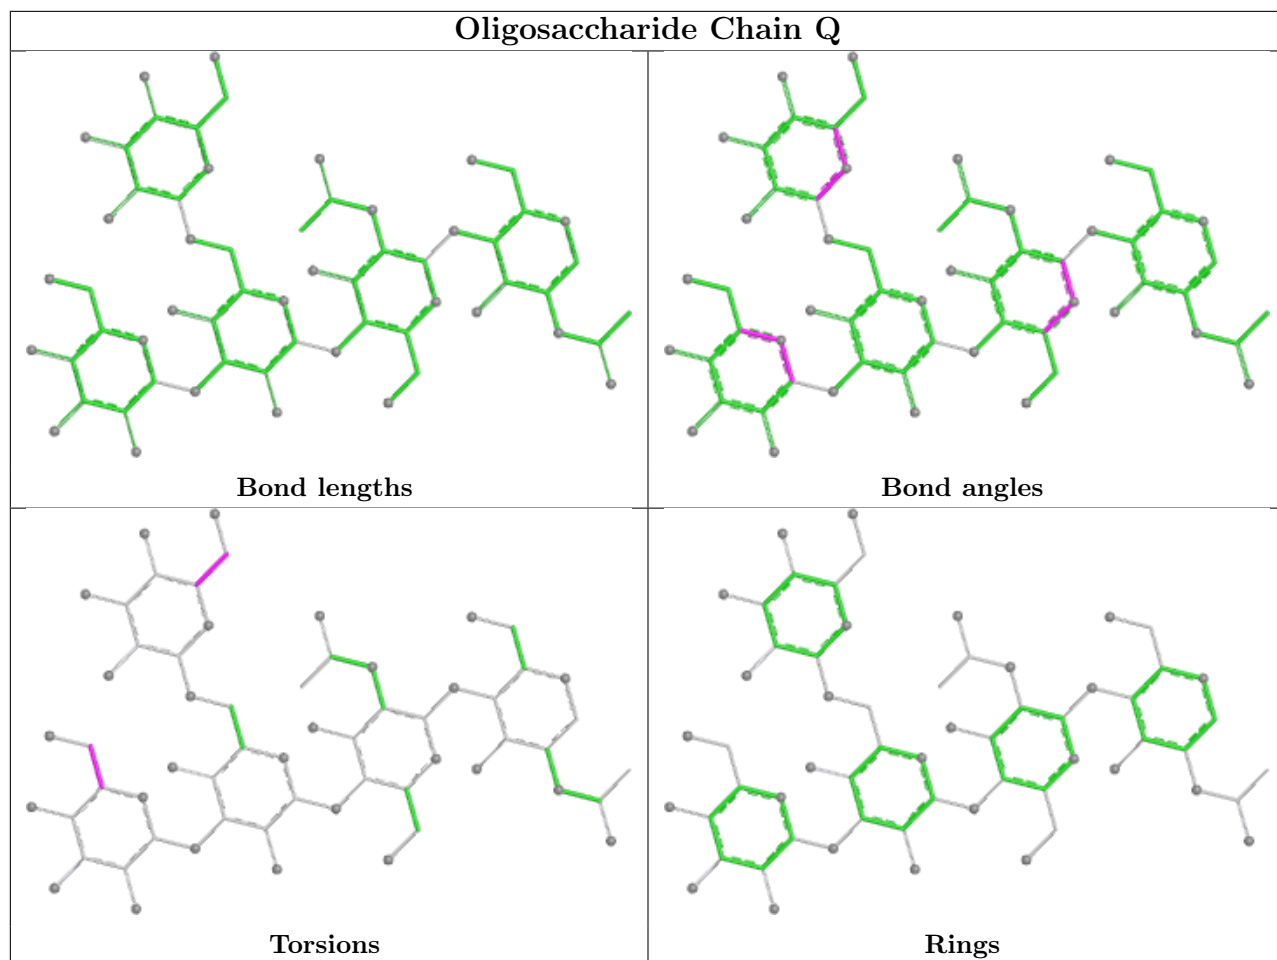 Oligosaccharide Chain Q
Bond lengths
Bond angles
Torsions
Rings